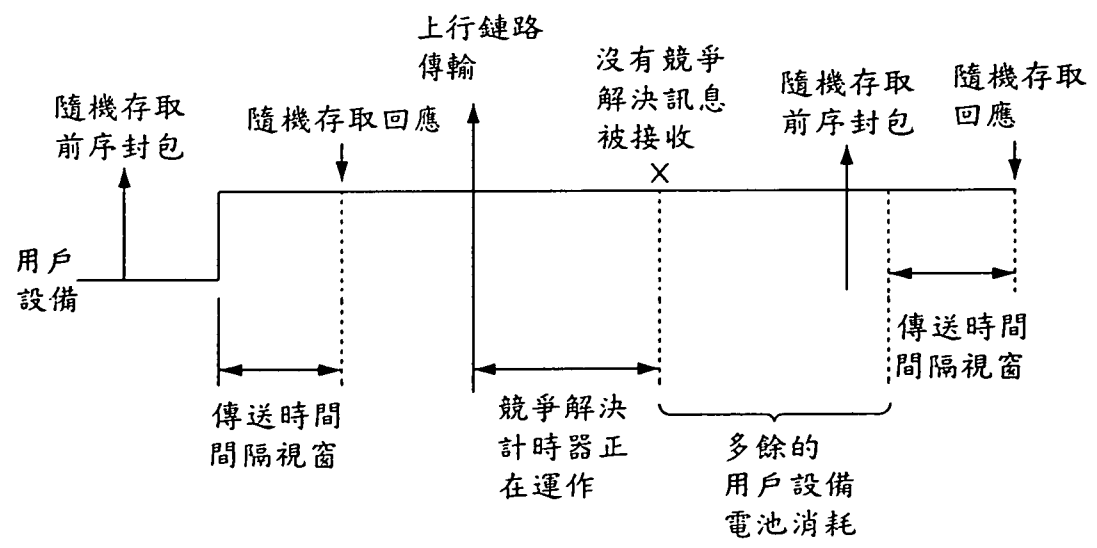 上行鏈路
傳輸
沒有競爭
解決訊息
被接收
隨機存取
前序封包
隨機存取回應
隨機存取
前序封包
隨機存取
回應
用戶
設備
傳送時間
間隔視窗
競爭解決
計時器正
在運作
多餘的
用戶設備
電池消耗
傳送時間
間隔視窗